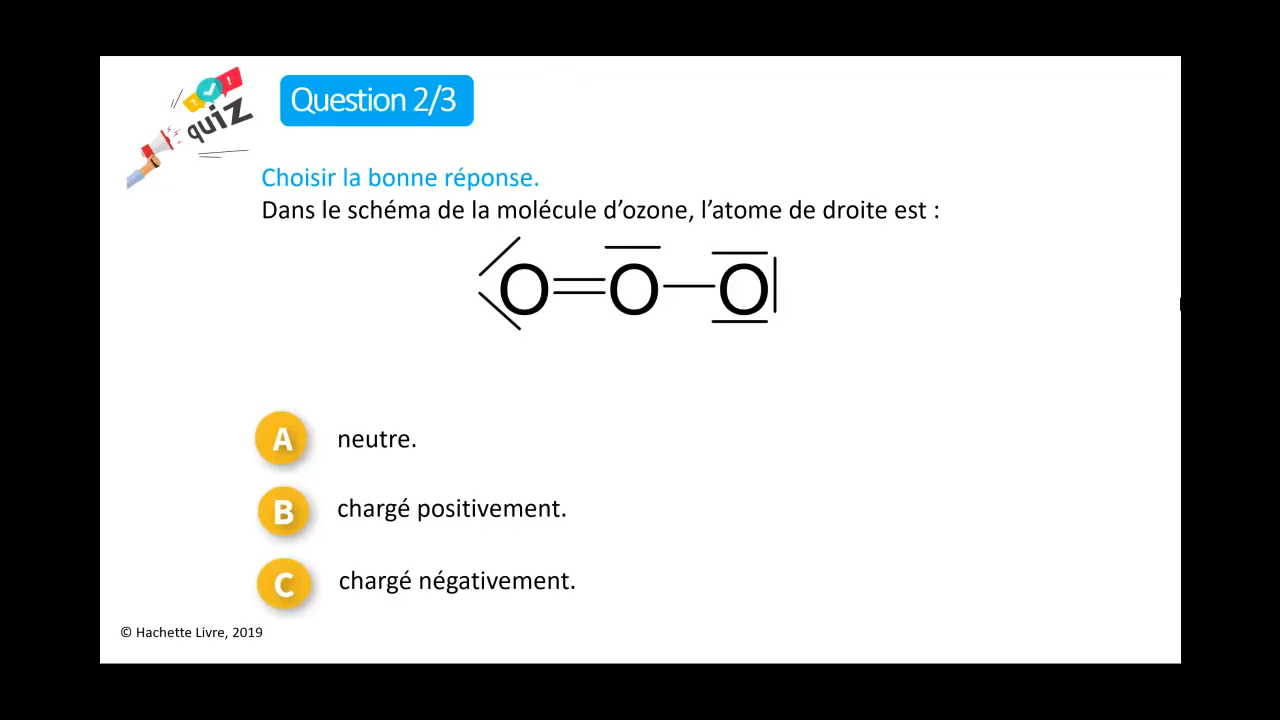 ? ✓ !
quiz
Question 2/3
Choisir la bonne réponse.
Dans le schéma de la molécule d’ozone, l’atome de droite est :
O O O
A neutre.
B chargé positivement.
C chargé négativement.
© Hachette Livre, 2019